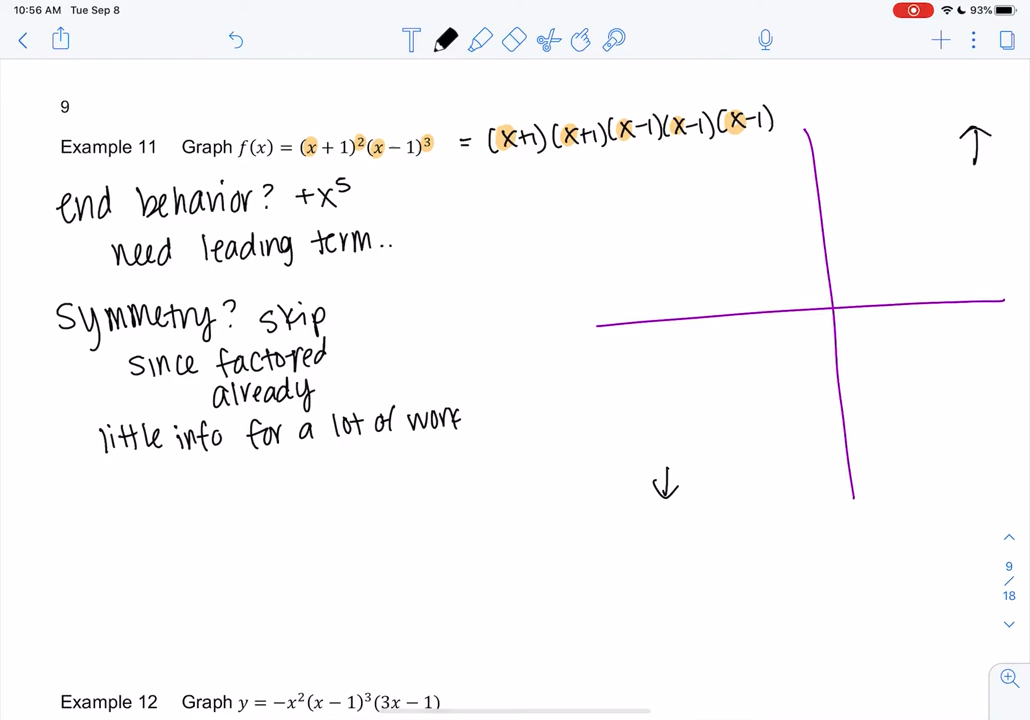 10:56 AM Tue Sep 8
93%
T
9
Example 11 Graph f(x) = (x + 1)²(x − 1)³ = (x+1)(x+1)(x-1)(x-1)(x-1)
end behavior? +x⁵
need leading term..
Symmetry? skip
since factored
already
little info for a lot of work
9
/
18
Example 12 Graph y = −x²(x − 1)³(3x − 1)